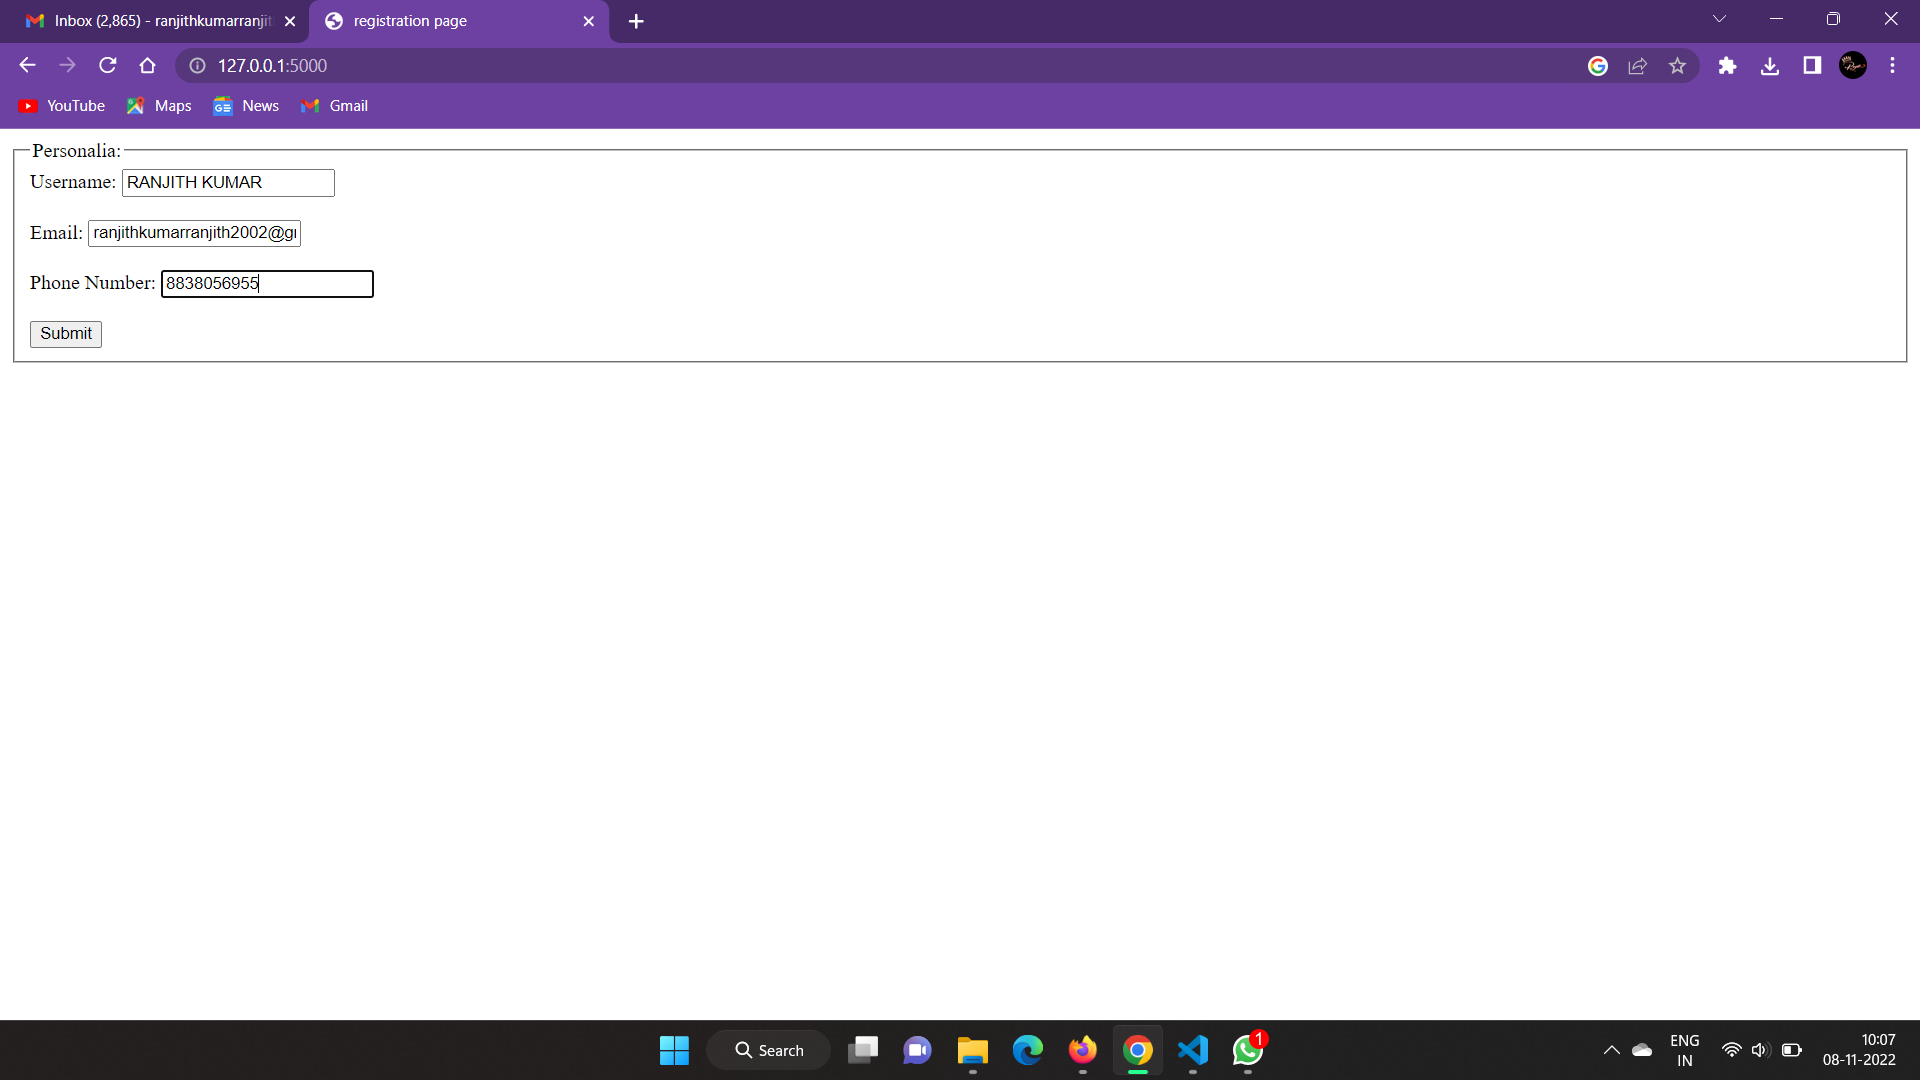 Inbox (2,865) - ranjithkumarranjit
registration page
127.0.0.1:5000
YouTube
Maps
News
Gmail
Personalia:
Username: RANJITH KUMAR
Email: ranjithkumarranjith2002@g
Phone Number: 8838056955
Submit
Search
1
ENG
IN
10:07
08-11-2022